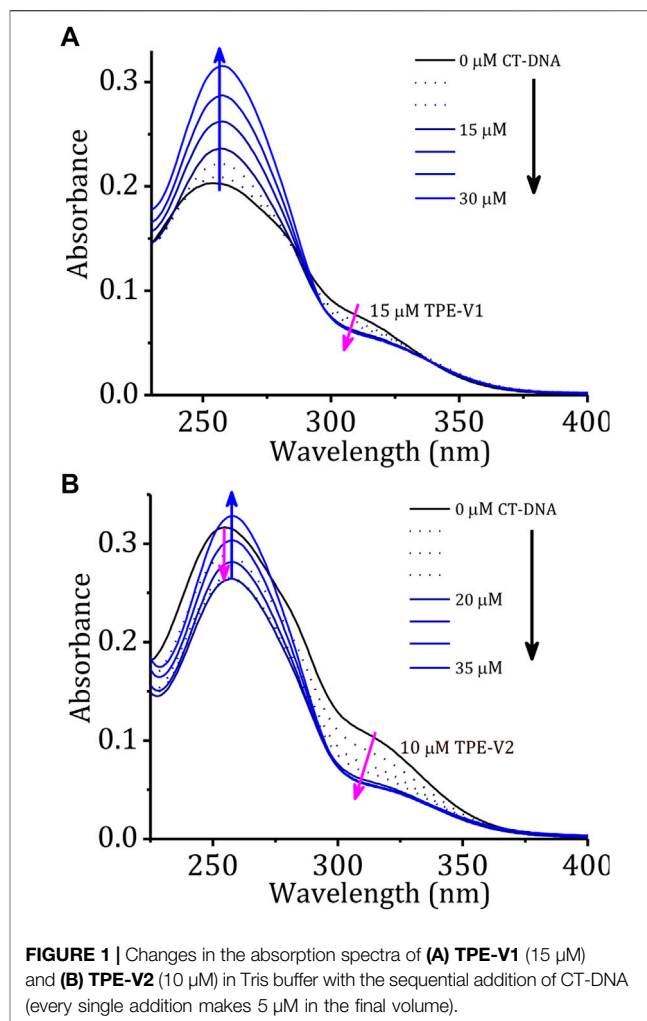 A
0.3
0.2
0.1
0.0
Absorbance
0 μM CT-DNA
15 μM
30 μM
15 μM TPE-V1
250
300
350
400
Wavelength (nm)
B
0.3
0.2
0.1
0.0
Absorbance
0 μM CT-DNA
20 μM
35 μM
10 μM TPE-V2
250
300
350
400
Wavelength (nm)
FIGURE 1 | Changes in the absorption spectra of (A) TPE-V1 (15 μM)
and (B) TPE-V2 (10 μM) in Tris buffer with the sequential addition of CT-DNA
(every single addition makes 5 μM in the final volume).